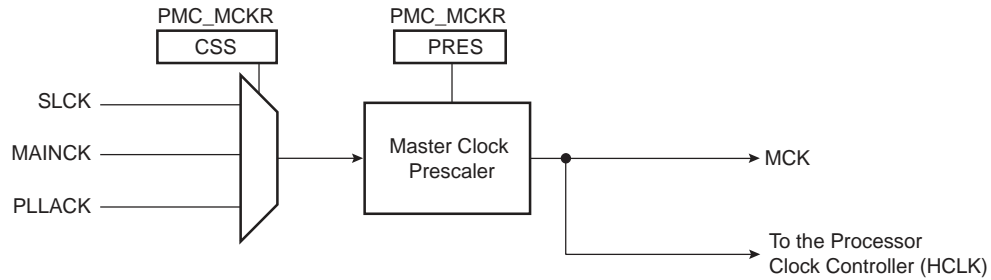 PMC_MCKR
PMC_MCKR
CSS
PRES
SLCK
MAINCK
PLLACK
Master Clock
Prescaler
MCK
To the Processor
Clock Controller (HCLK)